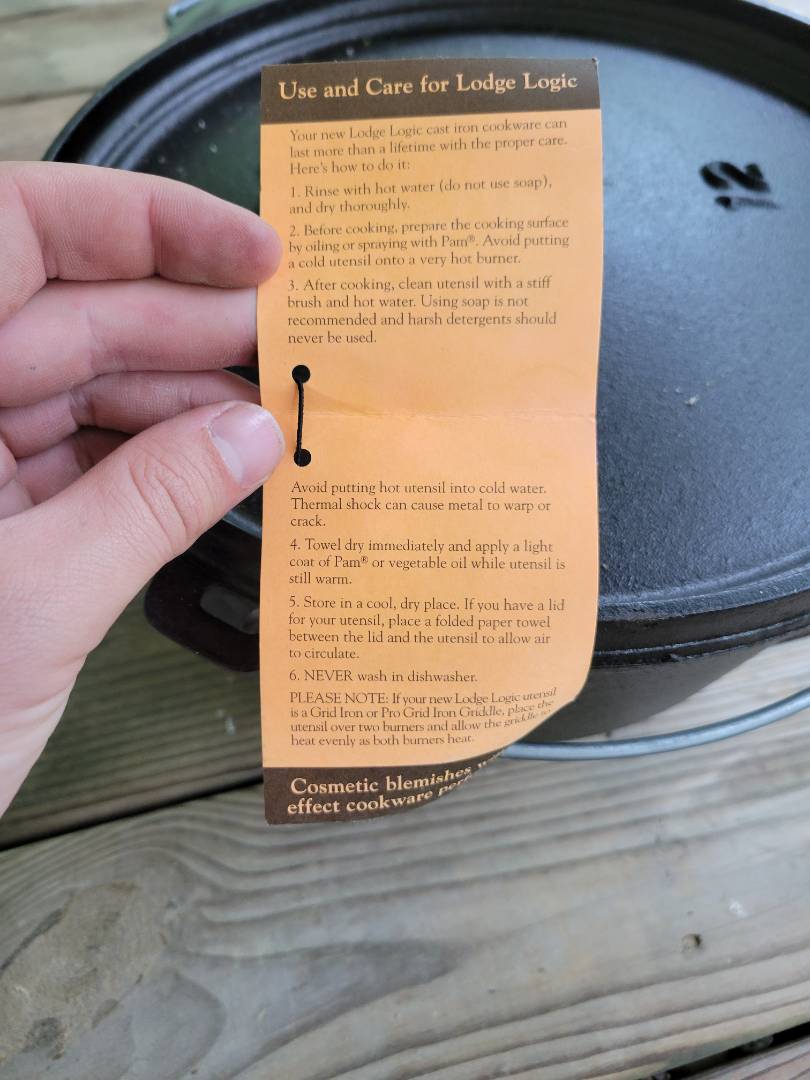 Use and Care for Lodge Logic
Your new Lodge Logic cast iron cookware can
last more than a lifetime with the proper care.
Here's how to do it:
1. Rinse with hot water (do not use soap),
and dry thoroughly.
2. Before cooking, prepare the cooking surface
by oiling or spraying with Pam®. Avoid putting
a cold utensil onto a very hot burner.
3. After cooking, clean utensil with a stiff
brush and hot water. Using soap is not
recommended and harsh detergents should
never be used.
Avoid putting hot utensil into cold water.
Thermal shock can cause metal to warp or
crack.
4. Towel dry immediately and apply a light
coat of Pam® or vegetable oil while utensil is
still warm.
5. Store in a cool, dry place. If you have a lid
for your utensil, place a folded paper towel
between the lid and the utensil to allow air
to circulate.
6. NEVER wash in dishwasher.
PLEASE NOTE: If your new Lodge Logic utensil
is a Grid Iron or Pro Grid Iron Griddle, place the
utensil over two burners and allow the griddle to
heat evenly as both burners heat.
Cosmetic blemishes
effect cookware
12